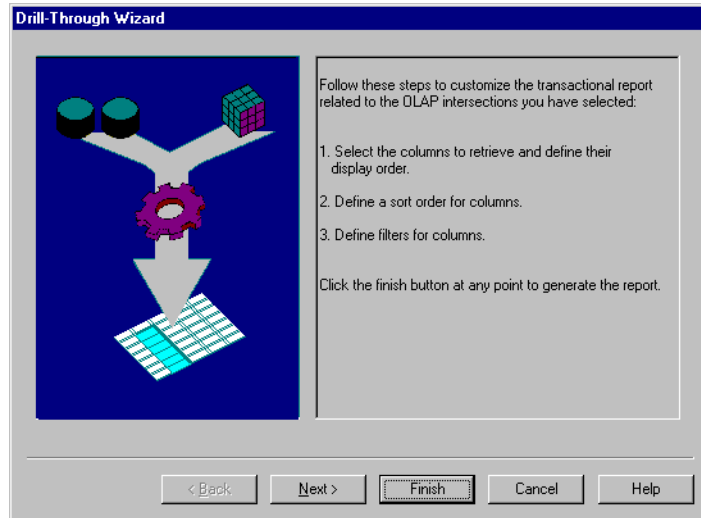 Drill-Through Wizard
Follow these steps to customize the transactional report
related to the OLAP intersections you have selected:
1. Select the columns to retrieve and define their
display order.
2. Define a sort order for columns.
3. Define filters for columns.
Click the finish button at any point to generate the report.
< Back
Next >
Finish
Cancel
Help